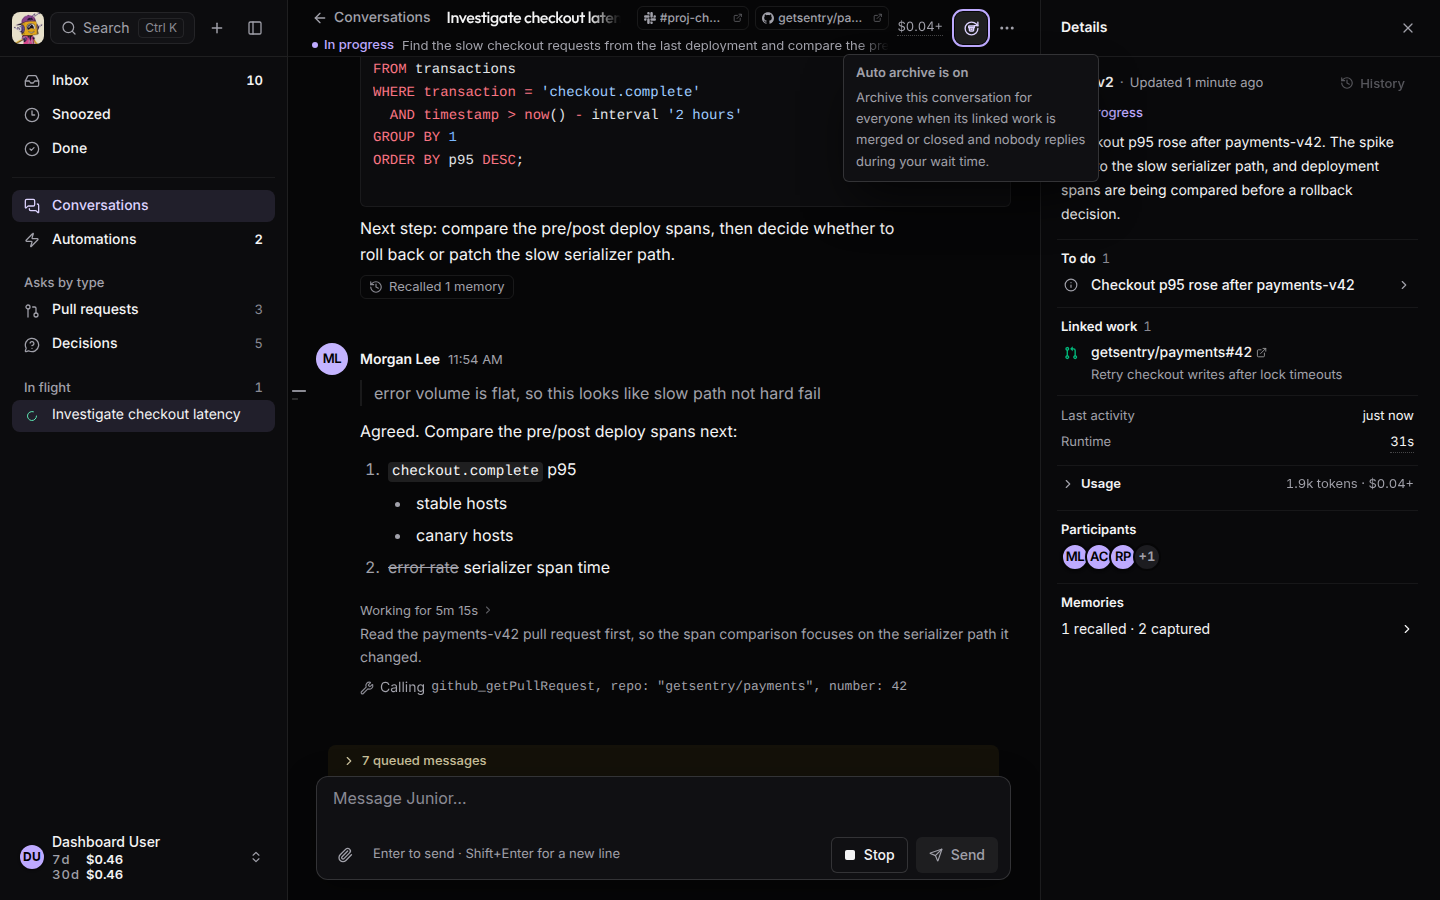 Search
Ctrl K
Inbox
10
Snoozed
Done
Conversations
Automations
2
Asks by type
Pull requests
3
Decisions
5
In flight
1
Investigate checkout latency
Dashboard User
7d $0.46
30d $0.46
Conversations
Investigate checkout later
#proj-ch...
getsentry/pa...
$0.04+
In progress
Find the slow checkout requests from the last deployment and compare the pre
Auto archive is on
Archive this conversation for
everyone when its linked work is
merged or closed and nobody replies
during your wait time.
FROM transactions
WHERE transaction = 'checkout.complete'
AND timestamp > now() - interval '2 hours'
GROUP BY 1
ORDER BY p95 DESC;
Next step: compare the pre/post deploy spans, then decide whether to
roll back or patch the slow serializer path.
Recalled 1 memory
ML
Morgan Lee 11:54 AM
error volume is flat, so this looks like slow path not hard fail
Agreed. Compare the pre/post deploy spans next:
1. checkout.complete p95
• stable hosts
• canary hosts
2. error rate serializer span time
Working for 5m 15s
Read the payments-v42 pull request first, so the span comparison focuses on the serializer path it
changed.
Calling github_getPullRequest, repo: "getsentry/payments", number: 42
7 queued messages
Message Junior...
Enter to send · Shift+Enter for a new line
Stop
Send
DU
Details
v2 · Updated 1 minute ago
History
rogress
out p95 rose after payments-v42. The spike
o the slow serializer path, and deployment
spans are being compared before a rollback
decision.
To do 1
Checkout p95 rose after payments-v42
Linked work 1
getsentry/payments#42
Retry checkout writes after lock timeouts
Last activity
just now
Runtime
31s
Usage
1.9k tokens · $0.04+
Participants
ML AC RP +1
Memories
1 recalled · 2 captured